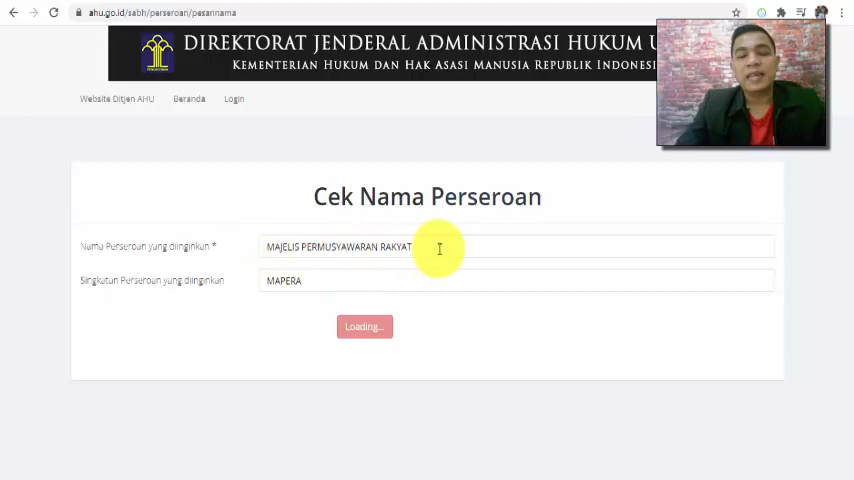 ahu.go.id/sabh/perseroan/pesannama
DIREKTORAT JENDERAL ADMINISTRASI HUKUM U
KEMENTERIAN HUKUM DAN HAK ASASI MANUSIA REPUBLIK INDONESI
Website Ditjen AHU Beranda Login
Cek Nama Perseroan
Nama Perseroan yang diinginkan * MAJELIS PERMUSYAWARAN RAKYAT
Singkatan Perseroan yang diinginkan MAPERA
Loading...